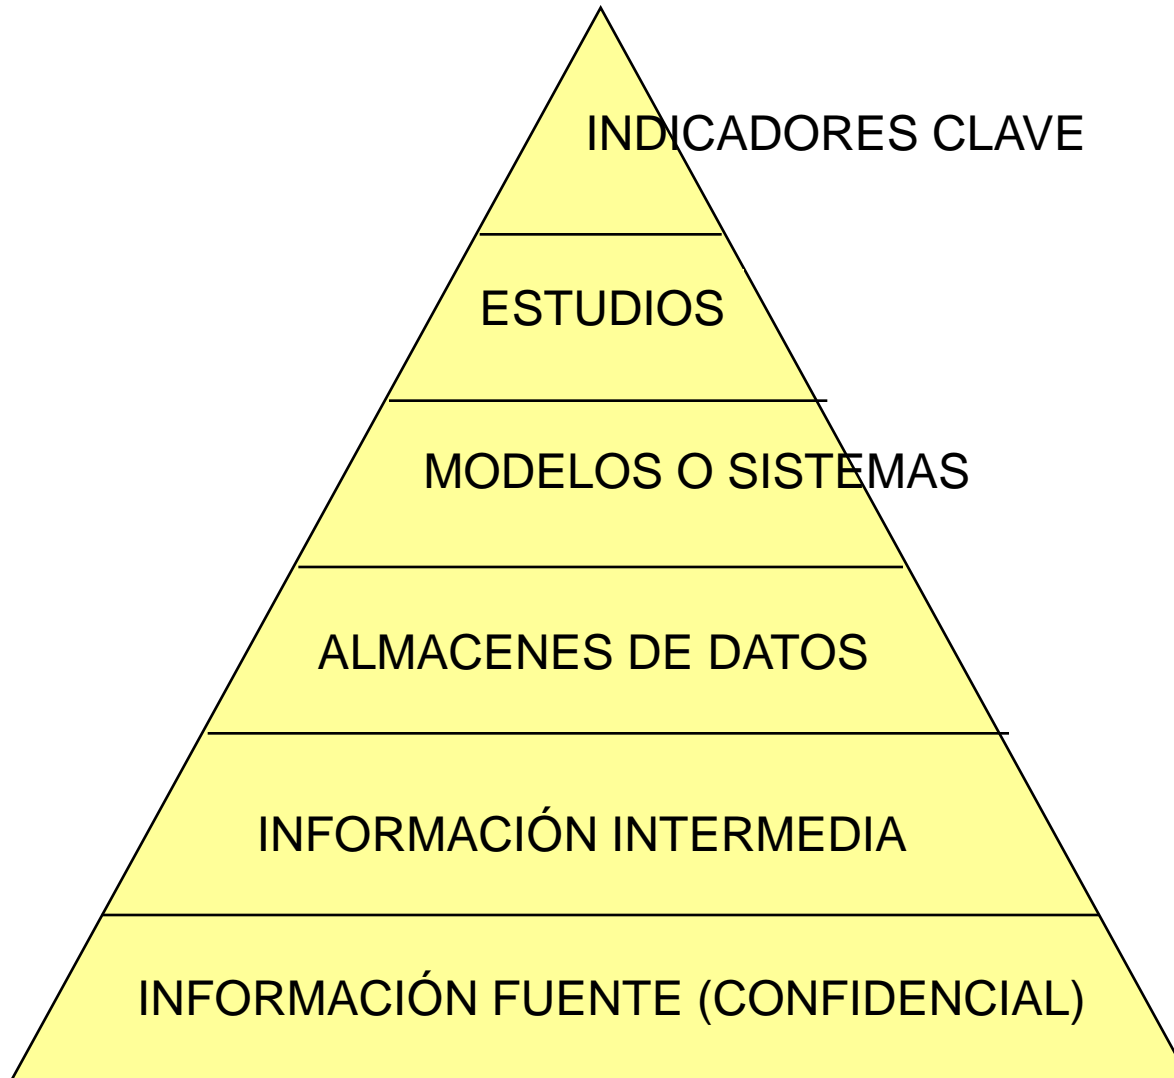 INDICADORES CLAVE
ESTUDIOS
MODELOS O SISTEMAS
ALMACENES DE DATOS
INFORMACIÓN INTERMEDIA
INFORMACIÓN FUENTE (CONFIDENCIAL)